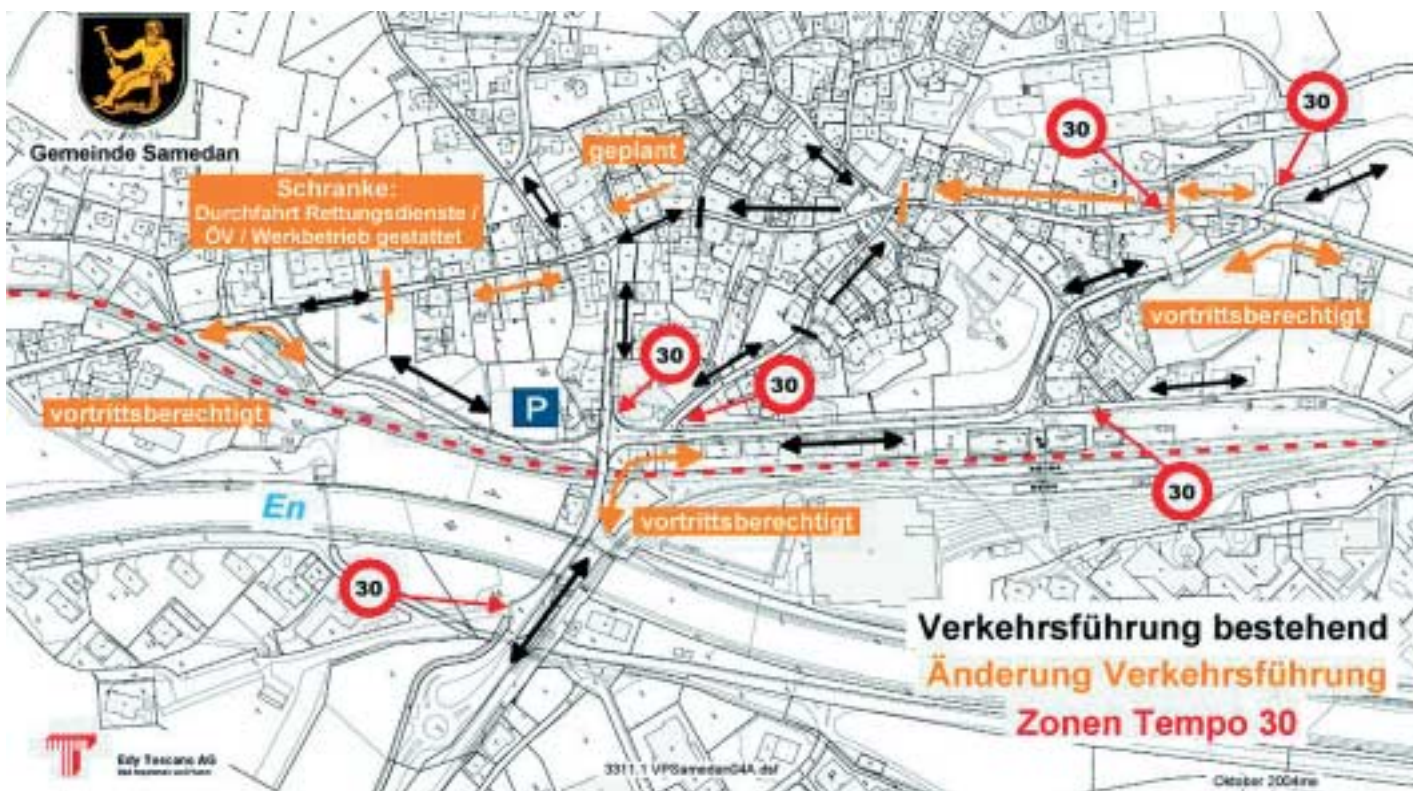 Gemeinde Samedan
Schranke:
Durchfahrt Rettungsdienste /
ÖV / Werkbetrieb gestattet
geplant
30
30
vortrittsberechtigt
vortrittsberechtigt
P
30
30
30
vortrittsberechtigt
En
30
Verkehrsführung bestehend
Änderung Verkehrsführung
Zonen Tempo 30
Edy Toscano AG
3311.1 VPSamedan04A.dsf
Oktober 2004/ma